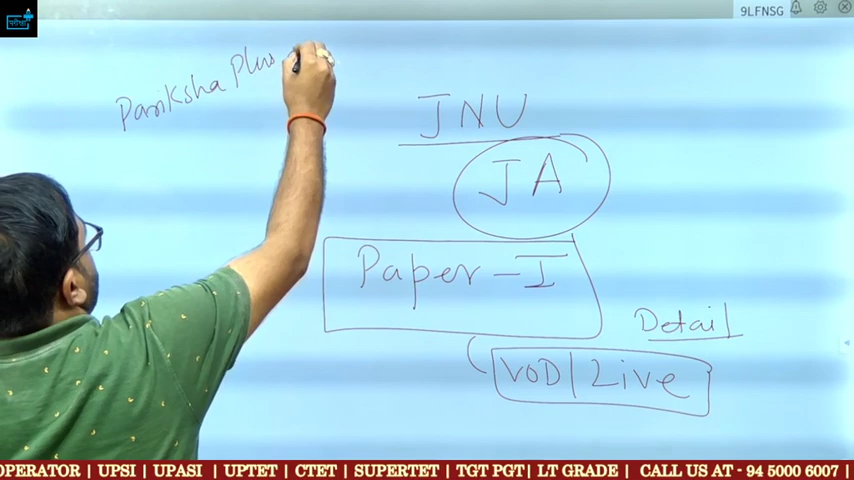 परीक्षा
9LFNSG
Pariksha Plus
JNU
JA
Paper - I
Detail
VOD | Live
OPERATOR | UPSI | UPASI | UPTET | CTET | SUPERTET | TGT PGT | LT GRADE | CALL US AT - 94 5000 6007 |